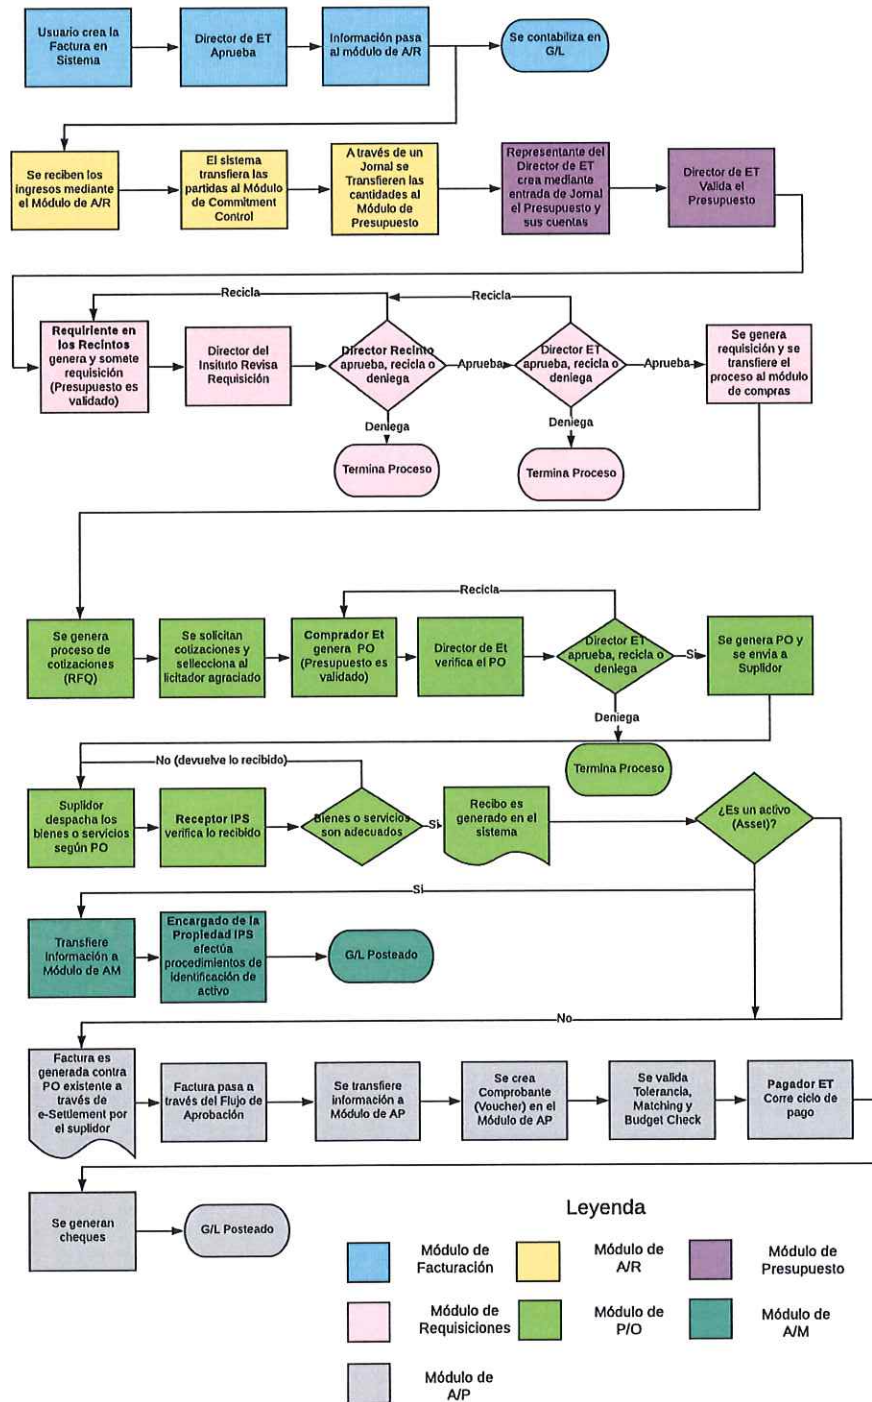 Usuario crea la
Factura en
Sistema
Director de ET
Aprueba
Información pasa
al módulo de A/R
Se contabiliza en
G/L
Se reciben los
ingresos mediante
el Módulo de A/R
El sistema
transfiera las
partidas al Módulo
de Commitment
Control
A través de un
Jornal se
Transfieren las
cantidades al
Módulo de
Presupuesto
Representante del
Director de ET
crea mediante
entrada de Jornal
el Presupuesto y
sus cuentas
Director de ET
Valida el
Presupuesto
Recicla
Recicla
Requiriente en
los Recintos
genera y somete
requisición
(Presupuesto es
validado)
Director del
Insituto Revisa
Requisición
Director Recinto
aprueba, recicla o
deniega
Aprueba
Director ET
aprueba, recicla o
deniega
Aprueba
Se genera
requisición y se
transfiere el
proceso al módulo
de compras
Deniega
Deniega
Termina Proceso
Termina Proceso
Recicla
Se genera
proceso de
cotizaciones
(RFQ)
Se solicitan
cotizaciones y
sellecciona al
licitador agraciado
Comprador Et
genera PO
(Presupuesto es
validado)
Director de Et
verifica el PO
Director ET
aprueba, recicla o
deniega
Si
Se genera PO y
se envia a
Suplidor
Deniega
Termina Proceso
No (devuelve lo recibido)
Suplidor
despacha los
bienes o servicios
según PO
Receptor IPS
verifica lo recibido
Bienes o servicios
son adecuados
Si
Recibo es
generado en el
sistema
¿Es un activo
(Asset)?
Si
Transfiere
Información a
Módulo de AM
Encargado de la
Propiedad IPS
efectúa
procedimientos de
identificación de
activo
G/L Posteado
No
Factura es
generada contra
PO existente a
través de
e-Settlement por
el suplidor
Factura pasa a
través del Flujo de
Aprobación
Se transfiere
información a
Módulo de AP
Se crea
Comprobante
(Voucher) en el
Módulo de AP
Se valida
Tolerancia,
Matching y
Budget Check
Pagador ET
Corre ciclo de
pago
Se generan
cheques
G/L Posteado
Leyenda
Módulo de
Facturación
Módulo de
A/R
Módulo de
Presupuesto
Módulo de
Requisiciones
Módulo de
P/O
Módulo de
A/M
Módulo de
A/P